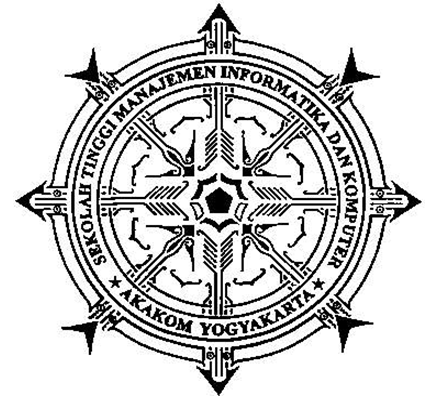 SEKOLAH TINGGI MANAJEMEN INFORMATIKA DAN KOMPUTER
AKAKOM YOGYAKARTA